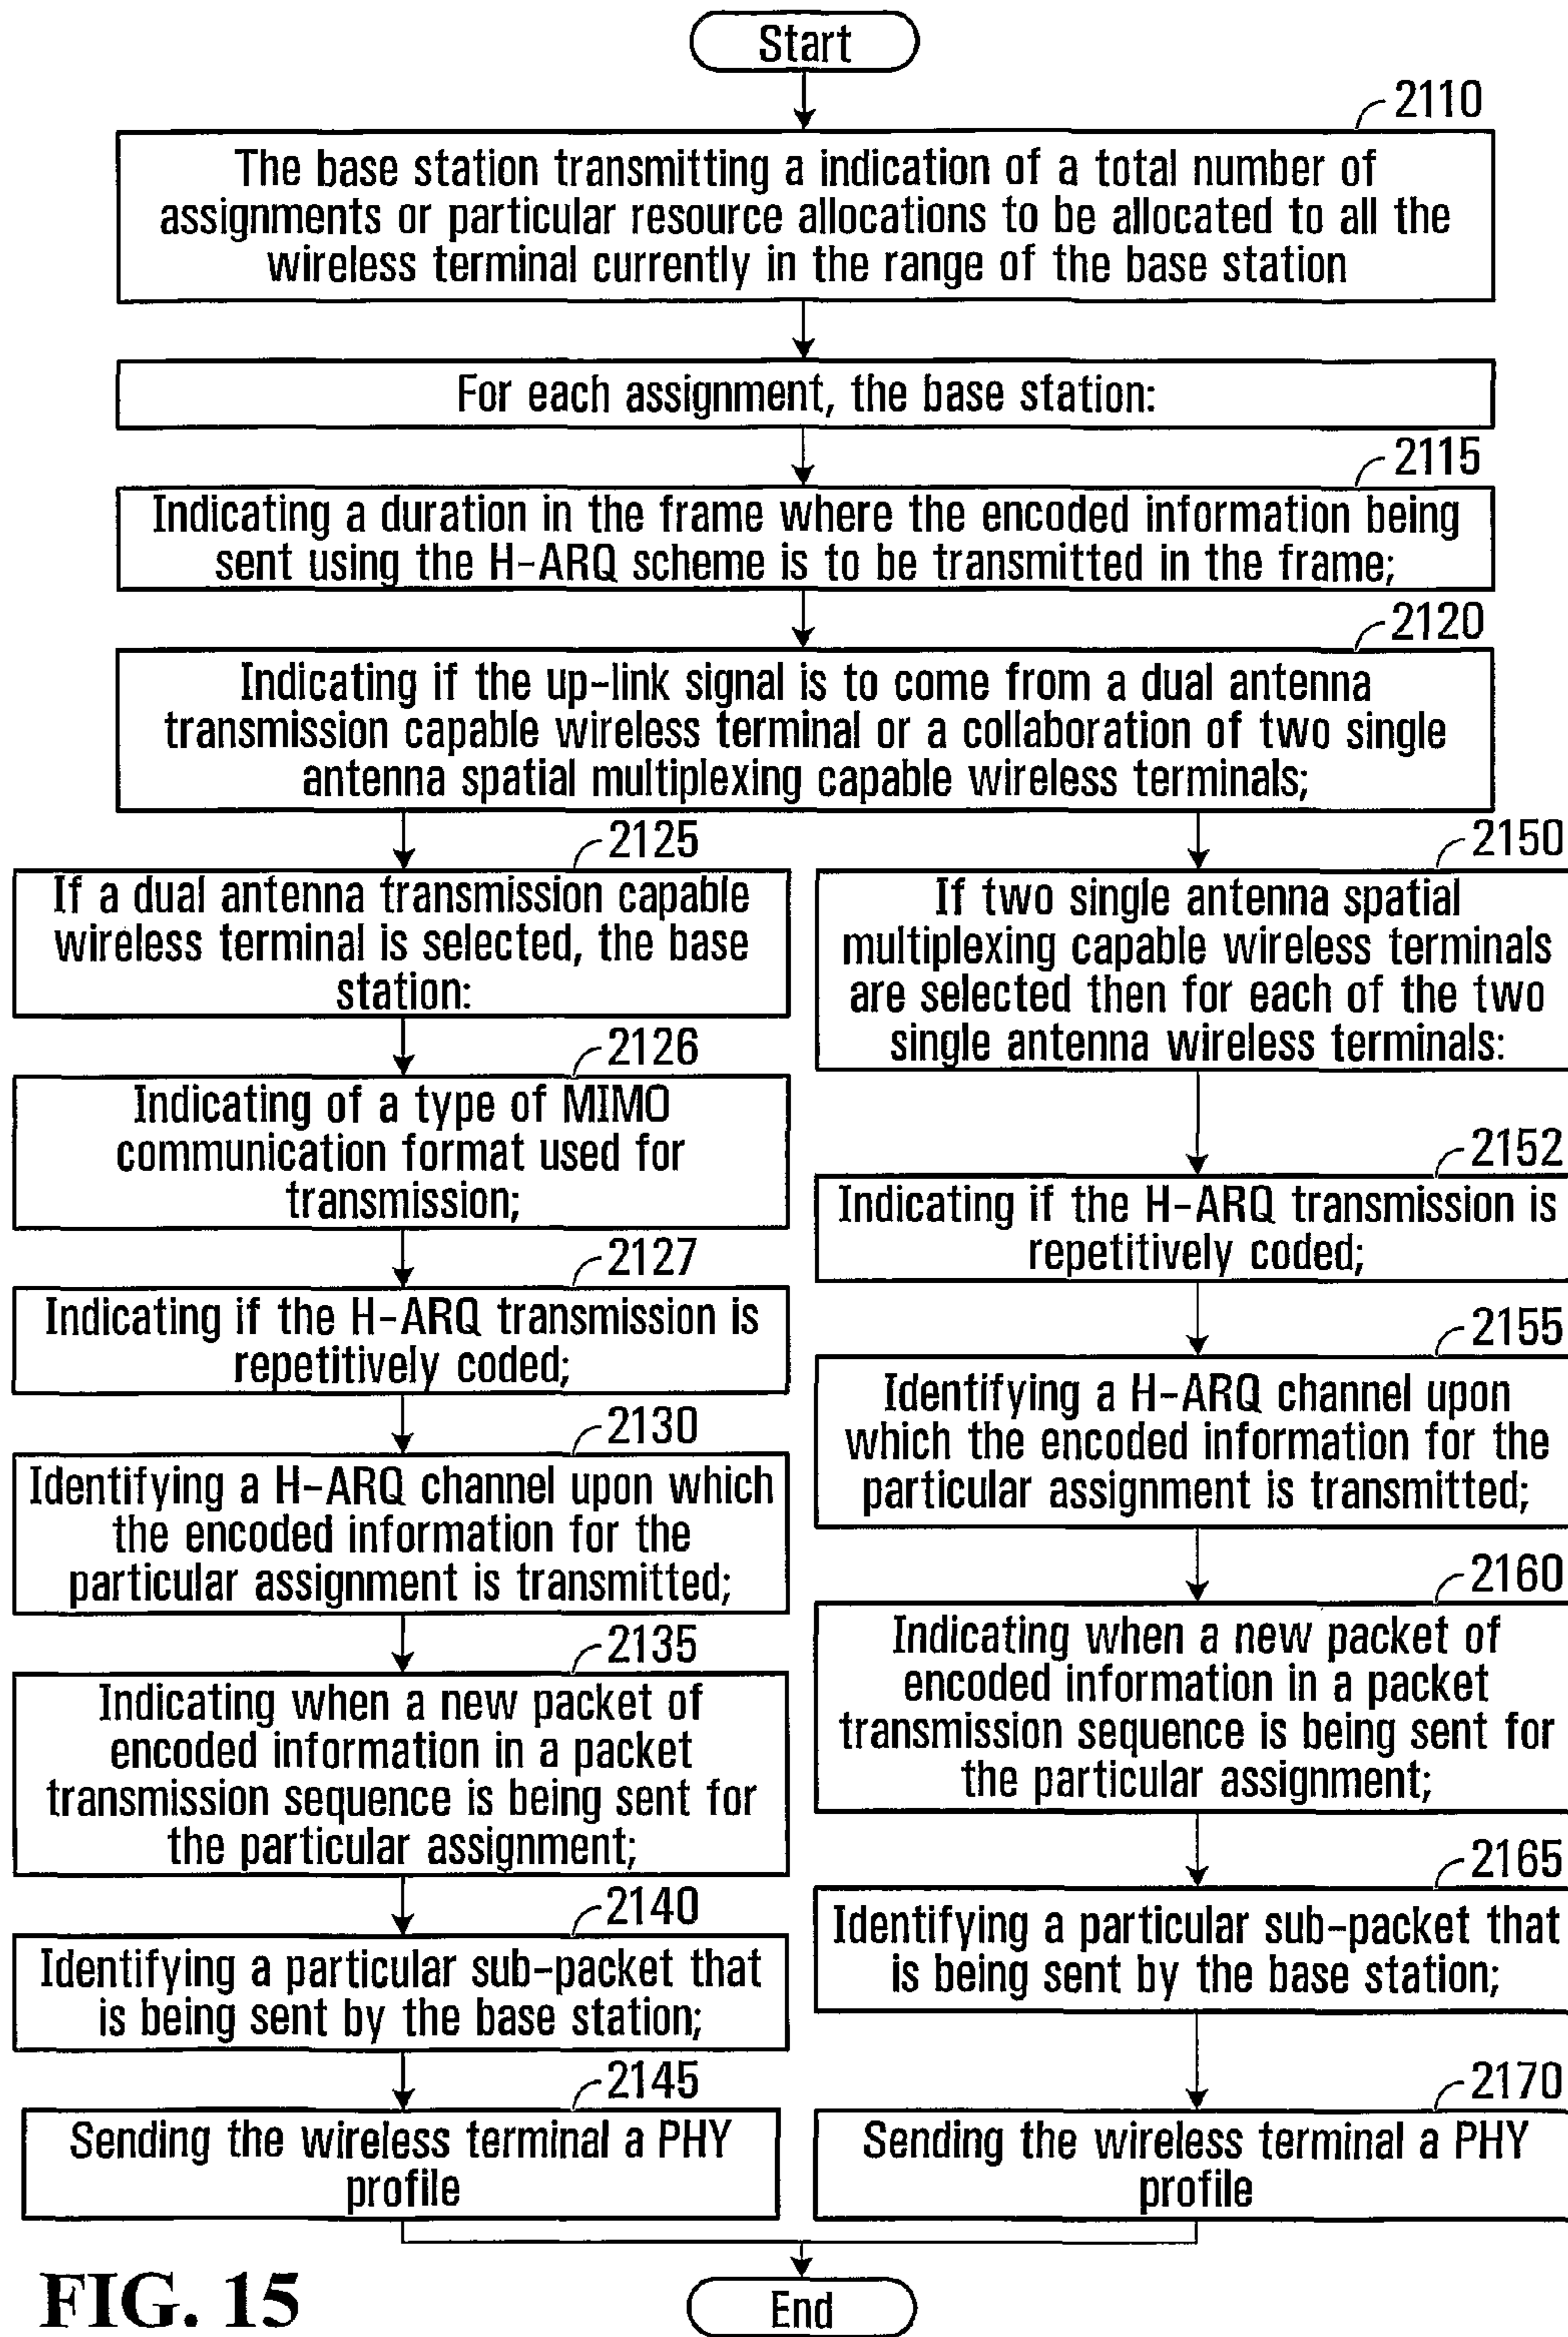 Start
2110
The base station transmitting a indication of a total number of
assignments or particular resource allocations to be allocated to all the
wireless terminal currently in the range of the base station
For each assignment, the base station:
2115
Indicating a duration in the frame where the encoded information being
sent using the H-ARQ scheme is to be transmitted in the frame;
2120
Indicating if the up-link signal is to come from a dual antenna
transmission capable wireless terminal or a collaboration of two single
antenna spatial multiplexing capable wireless terminals;
2125
If a dual antenna transmission capable
wireless terminal is selected, the base
station:
2126
Indicating of a type of MIMO
communication format used for
transmission;
2127
Indicating if the H-ARQ transmission is
repetitively coded;
2130
Identifying a H-ARQ channel upon which
the encoded information for the
particular assignment is transmitted;
2135
Indicating when a new packet of
encoded information in a packet
transmission sequence is being sent for
the particular assignment;
2140
Identifying a particular sub-packet that
is being sent by the base station;
2145
Sending the wireless terminal a PHY
profile
2150
If two single antenna spatial
multiplexing capable wireless terminals
are selected then for each of the two
single antenna wireless terminals:
2152
Indicating if the H-ARQ transmission is
repetitively coded;
2155
Identifying a H-ARQ channel upon
which the encoded information for the
particular assignment is transmitted;
2160
Indicating when a new packet of
encoded information in a packet
transmission sequence is being sent for
the particular assignment;
2165
Identifying a particular sub-packet that
is being sent by the base station;
2170
Sending the wireless terminal a PHY
profile
End
FIG. 15